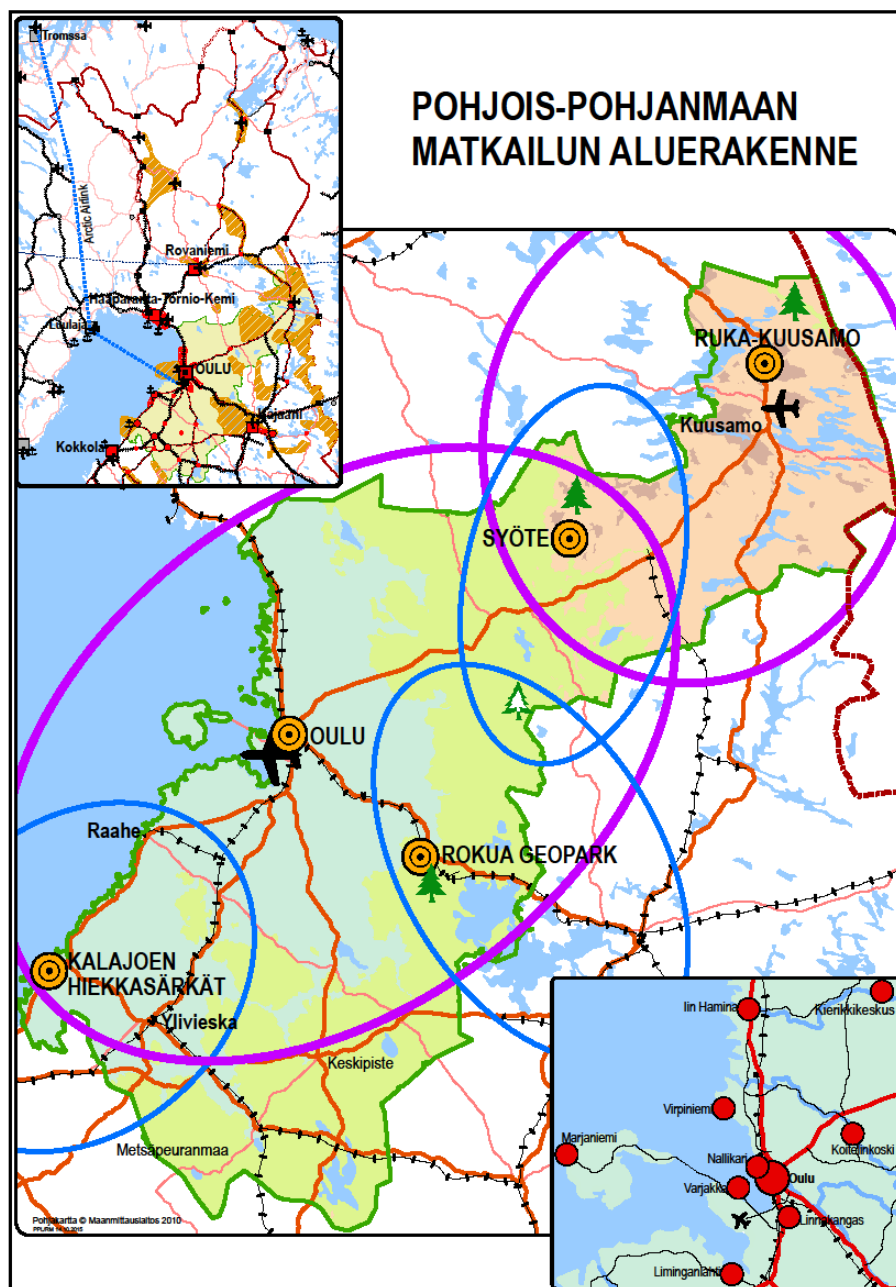 POHJOIS-POHJANMAAN
MATKAILUN ALUERAKENNE
Tromssa
Arctic Airlink
Rovaniemi
Haaparanta-Tornio-Kemi
Luulaja
OULU
Kajaani
Kokkola
RUKA-KUUSAMO
Kuusamo
SYÖTE
OULU
Raahe
ROKUA GEOPARK
KALAJOEN
HIEKKASÄRKÄT
Ylivieska
Keskipiste
Metsäpeuranmaa
Pohjakartta © Maanmittauslaitos 2010
Iin Hamina
Kierikkikeskus
Virpiniemi
Marjaniemi
Koitelinkoski
Nallikari
Oulu
Varjakka
Linnakangas
Liminganlahti